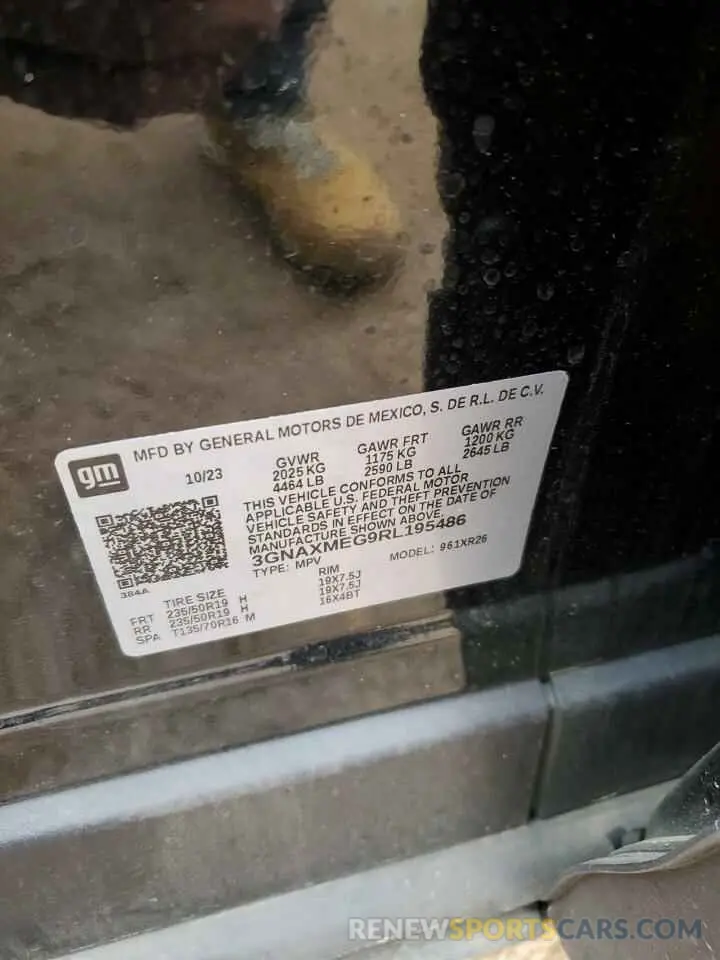 gm
MFD BY GENERAL MOTORS DE MEXICO, S. DE R.L. DE C.V.
10/23
GVWR GAWR FRT GAWR RR
2025 KG 1175 KG 1200 KG
4464 LB 2590 LB 2645 LB
THIS VEHICLE CONFORMS TO ALL
APPLICABLE U.S. FEDERAL MOTOR
VEHICLE SAFETY AND THEFT PREVENTION
STANDARDS IN EFFECT ON THE DATE OF
MANUFACTURE SHOWN ABOVE.
3GNAXMEG9RL195486
TYPE: MPV MODEL: 961XR26
384A
TIRE SIZE RIM
FRT 235/50R19 H 19X7.5J
RR 235/50R19 H 19X7.5J
SPA T135/70R16 M 16X4BT
RENEWSPORTSCARS.COM